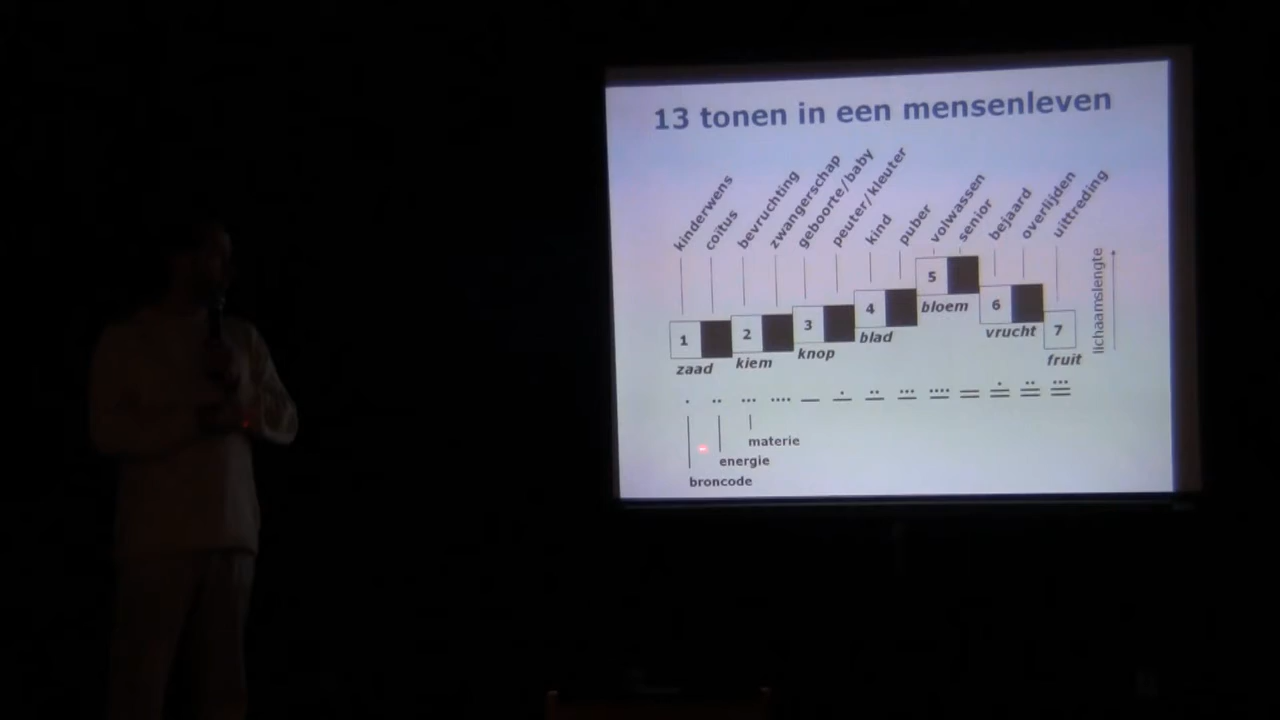 13 tonen in een mensenleven
kinderwens
coïtus
bevruchting
zwangerschap
geboorte/baby
peuter/kleuter
kind
puber
volwassen
senior
bejaard
overlijden
uittreding
lichaamslengte
1
2
3
4
5
6
7
zaad
kiem
knop
blad
bloem
vrucht
fruit
materie
energie
broncode